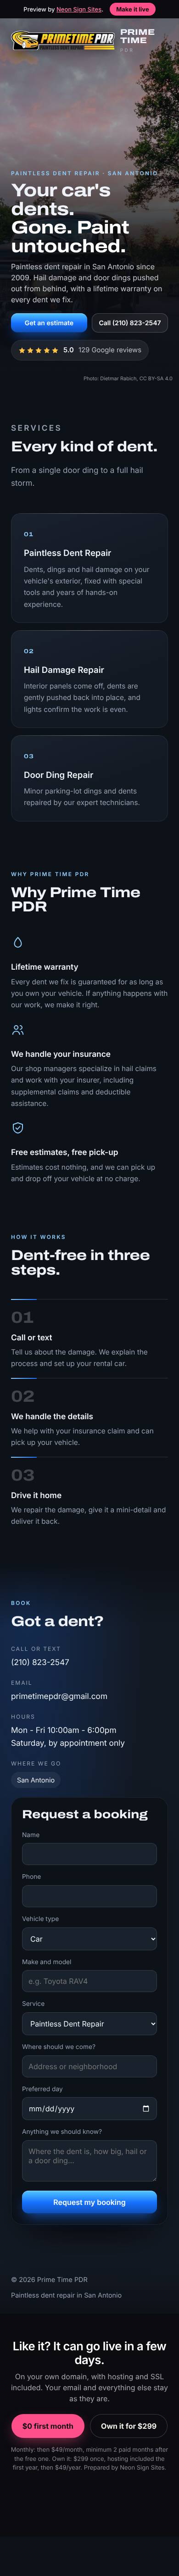 Preview by Neon Sign Sites.
Make it live
PRIMETIMEPDR
PAINTLESS DENT REPAIR
PRIME
TIME
PDR
PAINTLESS DENT REPAIR · SAN ANTONIO
Your car's
dents.
Gone. Paint
untouched.
Paintless dent repair in San Antonio since
2009. Hail damage and door dings pushed
out from behind, with a lifetime warranty on
every dent we fix.
Get an estimate
Call (210) 823-2547
★★★★★ 5.0 129 Google reviews
Photo: Dietmar Rabich, CC BY-SA 4.0
SERVICES
Every kind of dent.
From a single door ding to a full hail
storm.
01
Paintless Dent Repair
Dents, dings and hail damage on your
vehicle's exterior, fixed with special
tools and years of hands-on
experience.
02
Hail Damage Repair
Interior panels come off, dents are
gently pushed back into place, and
lights confirm the work is even.
03
Door Ding Repair
Minor parking-lot dings and dents
repaired by our expert technicians.
WHY PRIME TIME PDR
Why Prime Time
PDR
Lifetime warranty
Every dent we fix is guaranteed for as long as
you own your vehicle. If anything happens with
our work, we make it right.
We handle your insurance
Our shop managers specialize in hail claims
and work with your insurer, including
supplemental claims and deductible
assistance.
Free estimates, free pick-up
Estimates cost nothing, and we can pick up
and drop off your vehicle at no charge.
HOW IT WORKS
Dent-free in three
steps.
01
Call or text
Tell us about the damage. We explain the
process and set up your rental car.
02
We handle the details
We help with your insurance claim and can
pick up your vehicle.
03
Drive it home
We repair the damage, give it a mini-detail and
deliver it back.
BOOK
Got a dent?
CALL OR TEXT
(210) 823-2547
EMAIL
primetimepdr@gmail.com
HOURS
Mon - Fri 10:00am - 6:00pm
Saturday, by appointment only
WHERE WE GO
San Antonio
Request a booking
Name
Phone
Vehicle type
Car
Make and model
e.g. Toyota RAV4
Service
Paintless Dent Repair
Where should we come?
Address or neighborhood
Preferred day
mm/dd/yyyy
Anything we should know?
Where the dent is, how big, hail or
a door ding...
Request my booking
© 2026 Prime Time PDR
Paintless dent repair in San Antonio
Like it? It can go live in a few
days.
On your own domain, with hosting and SSL
included. Your email and everything else stay
as they are.
$0 first month
Own it for $299
Monthly: then $49/month, minimum 2 paid months after
the free one. Own it: $299 once, hosting included the
first year, then $49/year. Prepared by Neon Sign Sites.